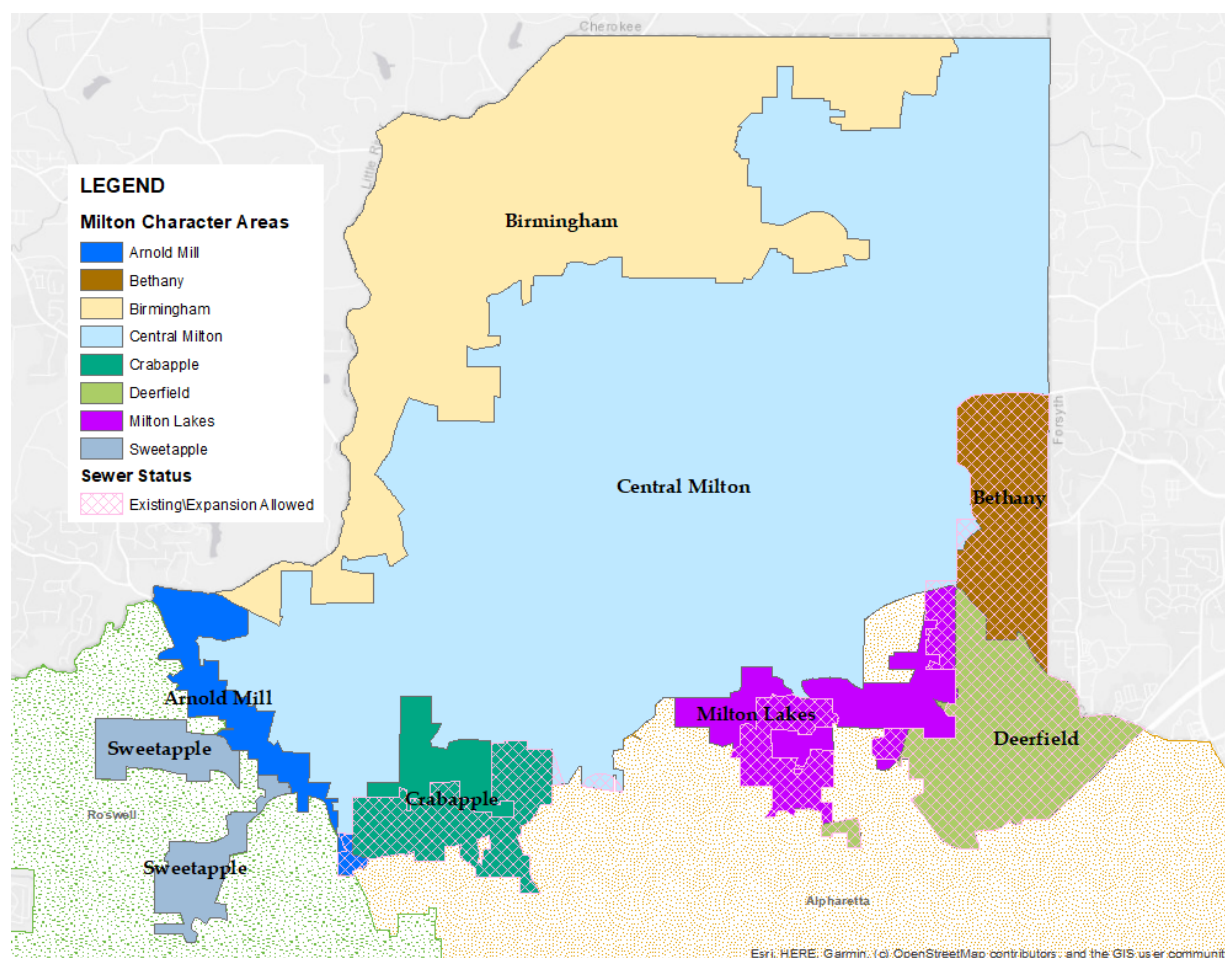 Cherokee
Little River
LEGEND
Milton Character Areas
Arnold Mill
Bethany
Birmingham
Central Milton
Crabapple
Deerfield
Milton Lakes
Sweetapple
Sewer Status
Existing\Expansion Allowed
Birmingham
Forsyth
Central Milton
Bethany
Arnold Mill
Milton Lakes
Sweetapple
Deerfield
Crabapple
Roswell
Sweetapple
Alpharetta
Esri, HERE, Garmin, (c) OpenStreetMap contributors, and the GIS user communit